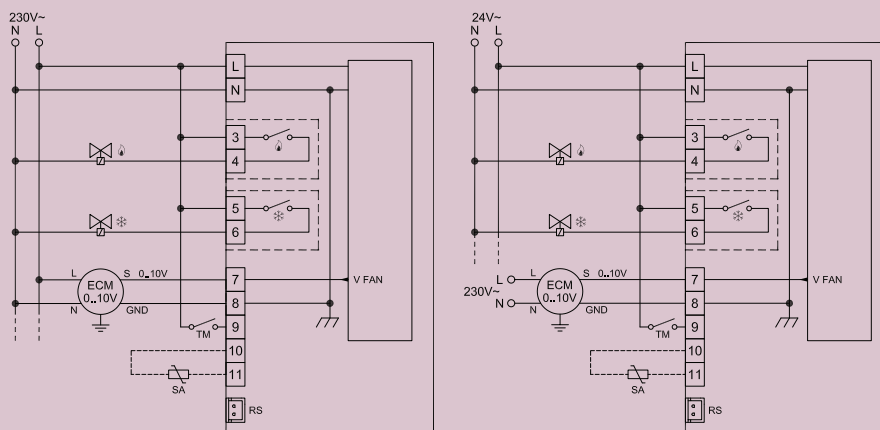 230V~
N L
L
N
3
4
5
6
L S 0..10V 7 V FAN
ECM
0..10V
N GND 8
9
TM
10
11
SA
RS
24V~
N L
L
N
3
4
5
6
L L S 0..10V 7 V FAN
230V~
ECM
0..10V
N N GND 8
9
TM
10
11
SA
RS